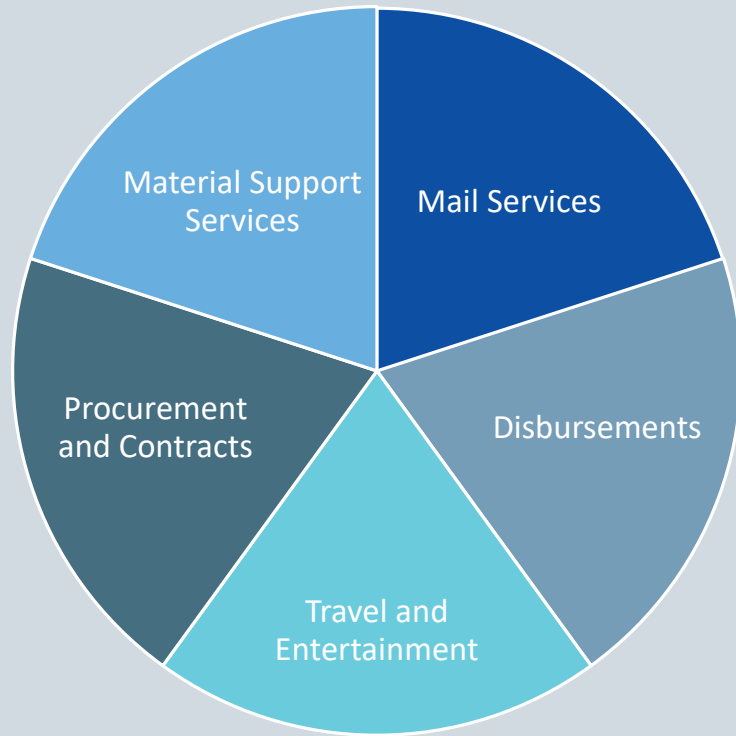 Material Support
Services
Mail Services
Procurement
and Contracts
Disbursements
Travel and
Entertainment